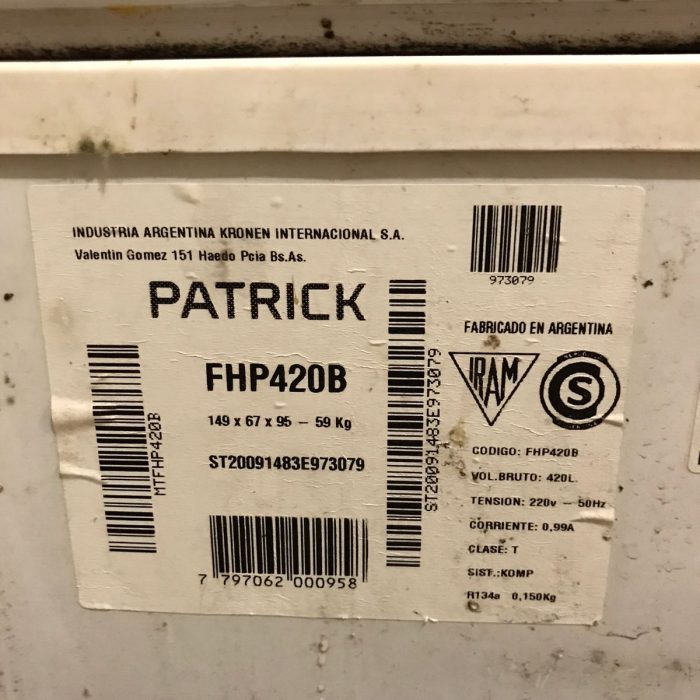 INDUSTRIA ARGENTINA KRONEN INTERNACIONAL S.A.
Valentin Gomez 151 Haedo Pcia Bs.As.
973079
PATRICK
FABRICADO EN ARGENTINA
IRAM
S
FHP420B
149 x 67 x 95 – 59 Kg
ST20091483E973079
MTFHP420B
ST20091483E973079
7 797062 000958
CODIGO: FHP420B
VOL.BRUTO: 420L.
TENSION: 220v – 50Hz
CORRIENTE: 0,99A
CLASE: T
SIST.:KOMP
R134a 0,150Kg